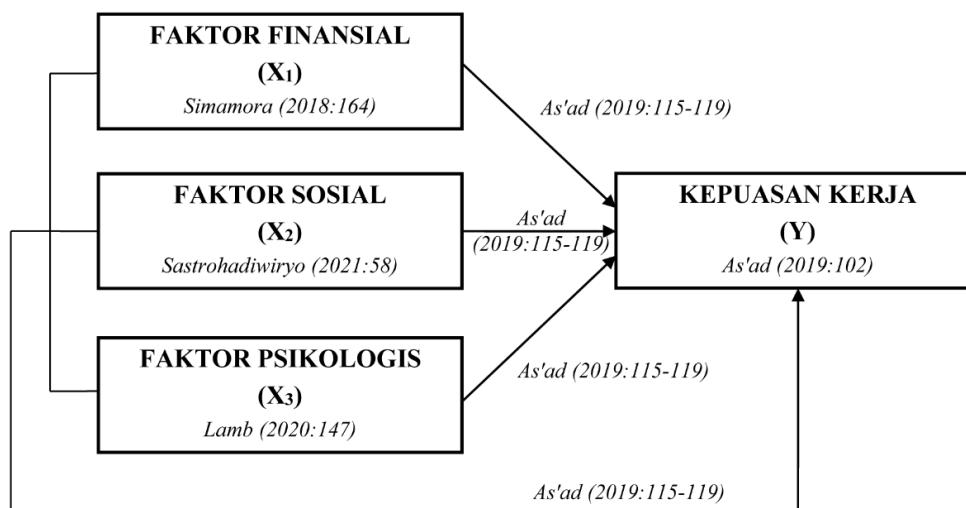 FAKTOR FINANSIAL
(X1)
Simamora (2018:164)
As'ad (2019:115-119)
FAKTOR SOSIAL
(X2)
Sastrohadiwiryo (2021:58)
As'ad
(2019:115-119)
KEPUASAN KERJA
(Y)
As'ad (2019:102)
FAKTOR PSIKOLOGIS
(X3)
Lamb (2020:147)
As'ad (2019:115-119)
As'ad (2019:115-119)